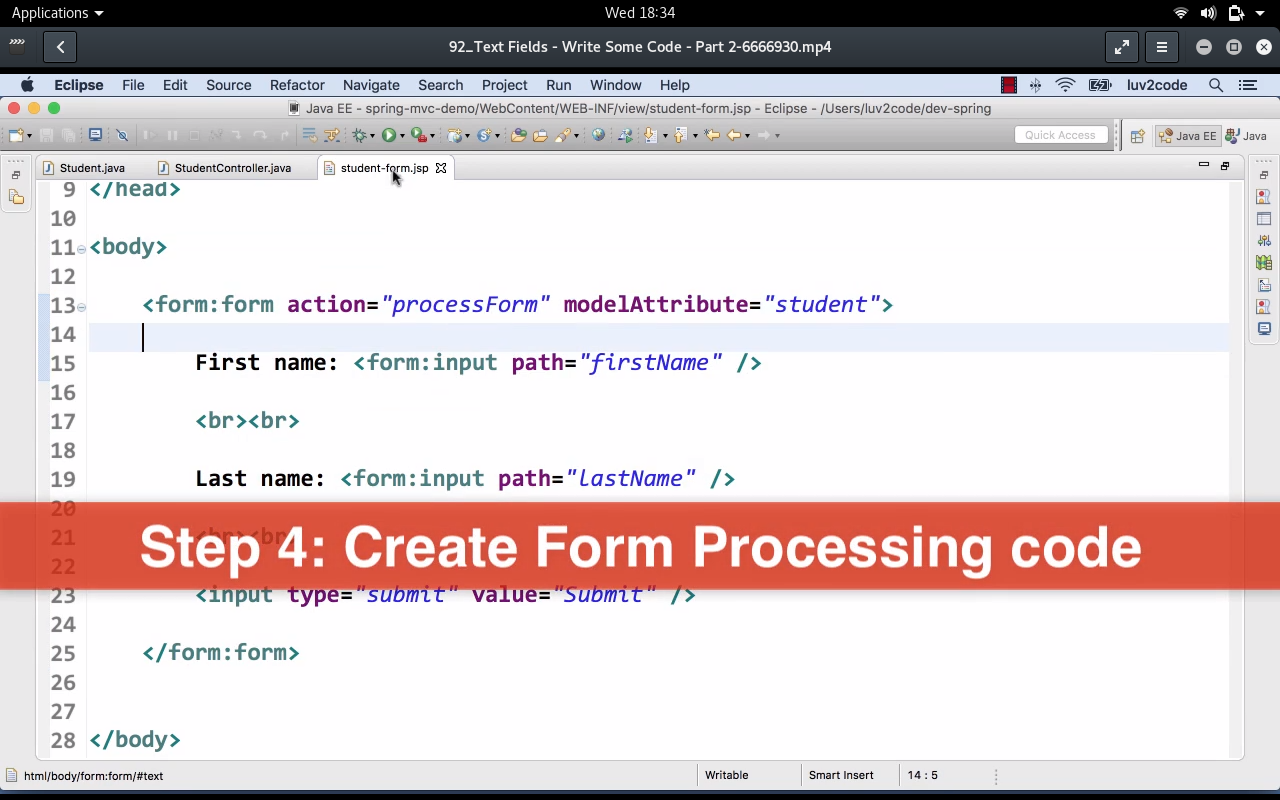 Applications
Wed 18:34
92_Text Fields - Write Some Code - Part 2-6666930.mp4
Eclipse File Edit Source Refactor Navigate Search Project Run Window Help luv2code
Java EE - spring-mvc-demo/WebContent/WEB-INF/view/student-form.jsp - Eclipse - /Users/luv2code/dev-spring
Quick Access Java EE Java
Student.java StudentController.java student-form.jsp
9 </head>
10
11 <body>
12
13 <form:form action="processForm" modelAttribute="student">
14
15 First name: <form:input path="firstName" />
16
17 <br><br>
18
19 Last name: <form:input path="lastName" />
20
21 <br><br>
Step 4: Create Form Processing code
22
23 <input type="submit" value="Submit" />
24
25 </form:form>
26
27
28 </body>
html/body/form:form/#text Writable Smart Insert 14 : 5